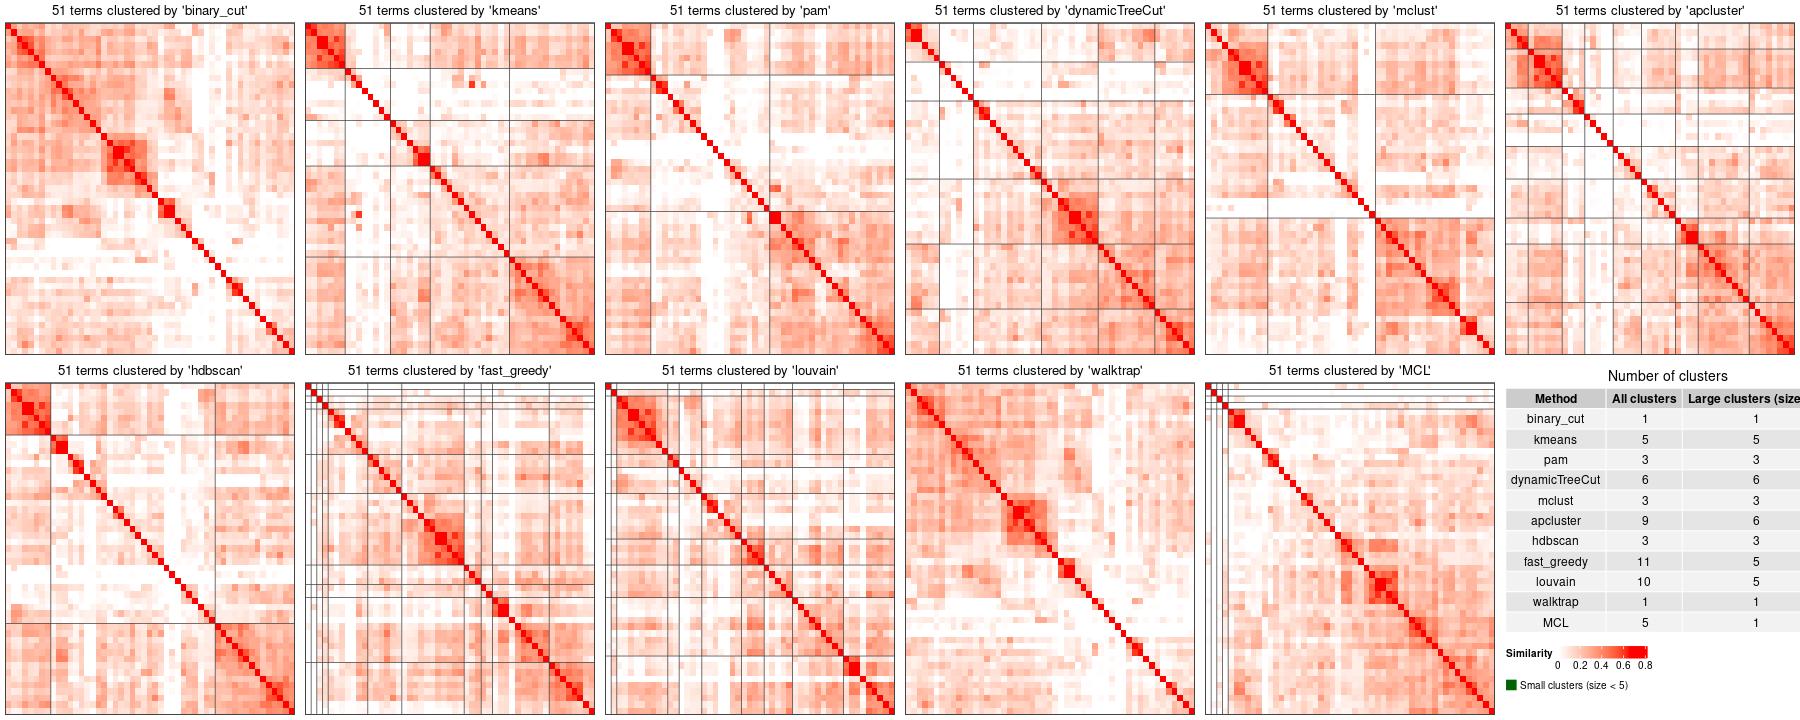 51 terms clustered by 'binary_cut'
51 terms clustered by 'kmeans'
51 terms clustered by 'pam'
51 terms clustered by 'dynamicTreeCut'
51 terms clustered by 'mclust'
51 terms clustered by 'apcluster'
51 terms clustered by 'hdbscan'
51 terms clustered by 'fast_greedy'
51 terms clustered by 'louvain'
51 terms clustered by 'walktrap'
51 terms clustered by 'MCL'
Number of clusters
Method All clusters Large clusters (size
binary_cut 1 1
kmeans 5 5
pam 3 3
dynamicTreeCut 6 6
mclust 3 3
apcluster 9 6
hdbscan 3 3
fast_greedy 11 5
louvain 10 5
walktrap 1 1
MCL 5 1
Similarity
0 0.2 0.4 0.6 0.8
Small clusters (size < 5)